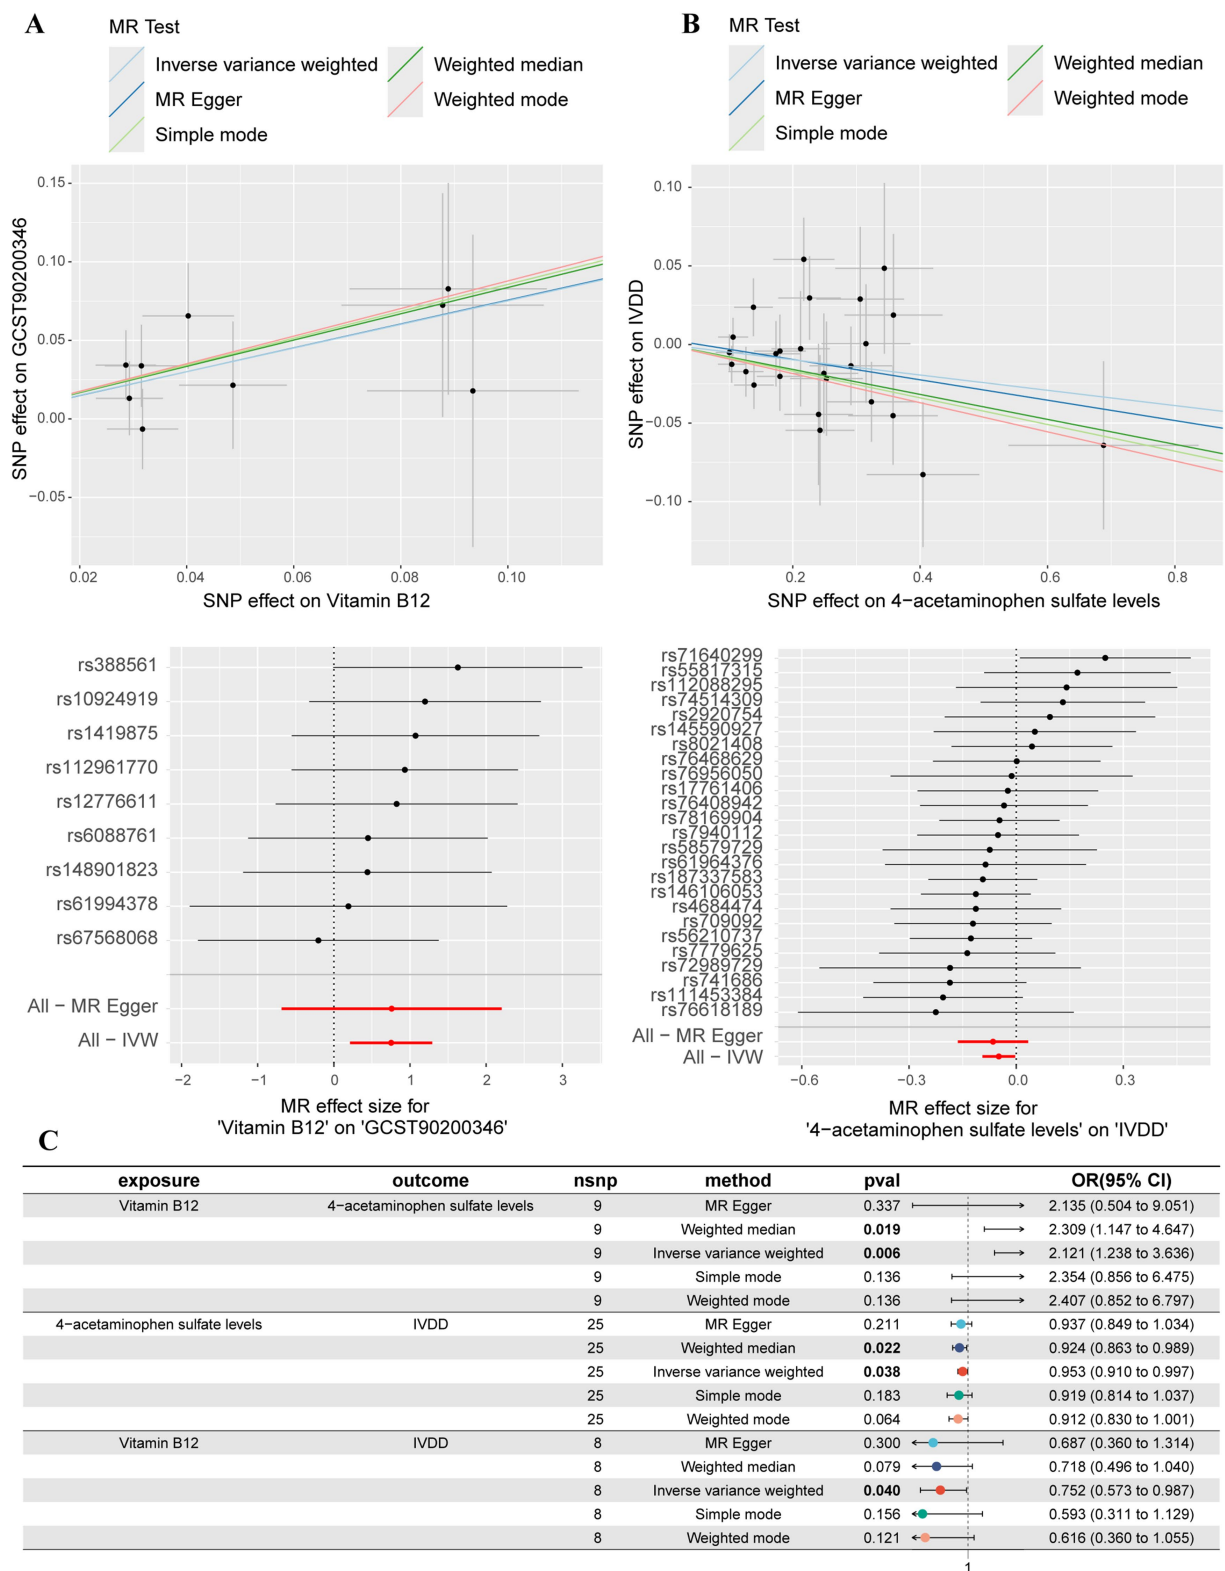 A
MR Test
Inverse variance weighted
Weighted median
MR Egger
Weighted mode
Simple mode
0.15
0.10
0.05
0.00
−0.05
SNP effect on GCST90200346
0.02 0.04 0.06 0.08 0.10
SNP effect on Vitamin B12
B
MR Test
Inverse variance weighted
Weighted median
MR Egger
Weighted mode
Simple mode
0.10
0.05
0.00
−0.05
−0.10
SNP effect on IVDD
0.2 0.4 0.6 0.8
SNP effect on 4−acetaminophen sulfate levels
rs388561
rs10924919
rs1419875
rs112961770
rs12776611
rs6088761
rs148901823
rs61994378
rs67568068
All − MR Egger
All − IVW
−2 −1 0 1 2 3
MR effect size for
'Vitamin B12' on 'GCST90200346'
rs71640299
rs55817315
rs112088295
rs74514309
rs2920754
rs145590927
rs8021408
rs76468629
rs76956050
rs17761406
rs76408942
rs78169904
rs7940112
rs58579729
rs61964376
rs187337583
rs146106053
rs4684474
rs709092
rs56210737
rs7779625
rs72989729
rs741686
rs111453384
rs76618189
All − MR Egger
All − IVW
−0.6 −0.3 0.0 0.3
MR effect size for
'4−acetaminophen sulfate levels' on 'IVDD'
C
exposure outcome nsnp method pval OR(95% CI)
Vitamin B12 4−acetaminophen sulfate levels 9 MR Egger 0.337 2.135 (0.504 to 9.051)
9 Weighted median 0.019 2.309 (1.147 to 4.647)
9 Inverse variance weighted 0.006 2.121 (1.238 to 3.636)
9 Simple mode 0.136 2.354 (0.856 to 6.475)
9 Weighted mode 0.136 2.407 (0.852 to 6.797)
4−acetaminophen sulfate levels IVDD 25 MR Egger 0.211 0.937 (0.849 to 1.034)
25 Weighted median 0.022 0.924 (0.863 to 0.989)
25 Inverse variance weighted 0.038 0.953 (0.910 to 0.997)
25 Simple mode 0.183 0.919 (0.814 to 1.037)
25 Weighted mode 0.064 0.912 (0.830 to 1.001)
Vitamin B12 IVDD 8 MR Egger 0.300 0.687 (0.360 to 1.314)
8 Weighted median 0.079 0.718 (0.496 to 1.040)
8 Inverse variance weighted 0.040 0.752 (0.573 to 0.987)
8 Simple mode 0.156 0.593 (0.311 to 1.129)
8 Weighted mode 0.121 0.616 (0.360 to 1.055)
1